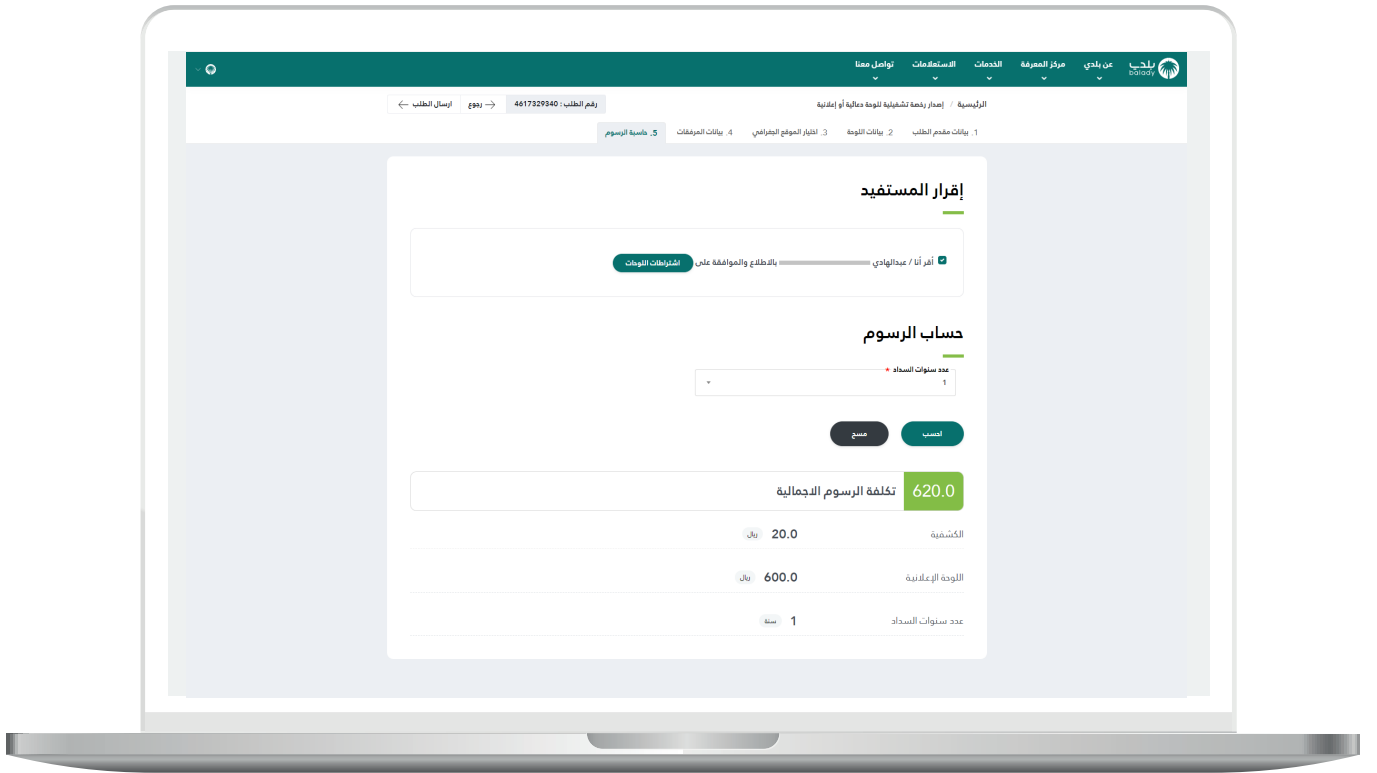 بلدي balady
عن بلدي مركز المعرفة الخدمات الاستعلامات تواصل معنا
الرئيسية / إصدار رخصة تشغيلية للوحة دعائية أو إعلانية
رقم الطلب : 4617329340 رجوع ارسال الطلب
1. بيانات مقدم الطلب 2. بيانات اللوحة 3. اختيار الموقع الجغرافي 4. بيانات المرفقات 5. حاسبة الرسوم
إقرار المستفيد
أقر أنا / عبدالهادي بالاطلاع والموافقة على اشتراطات اللوحات
حساب الرسوم
عدد سنوات السداد *
1
احسب مسح
620.0 تكلفة الرسوم الاجمالية
الكشفية 20.0 ريال
اللوحة الإعلانية 600.0 ريال
عدد سنوات السداد 1 سنة